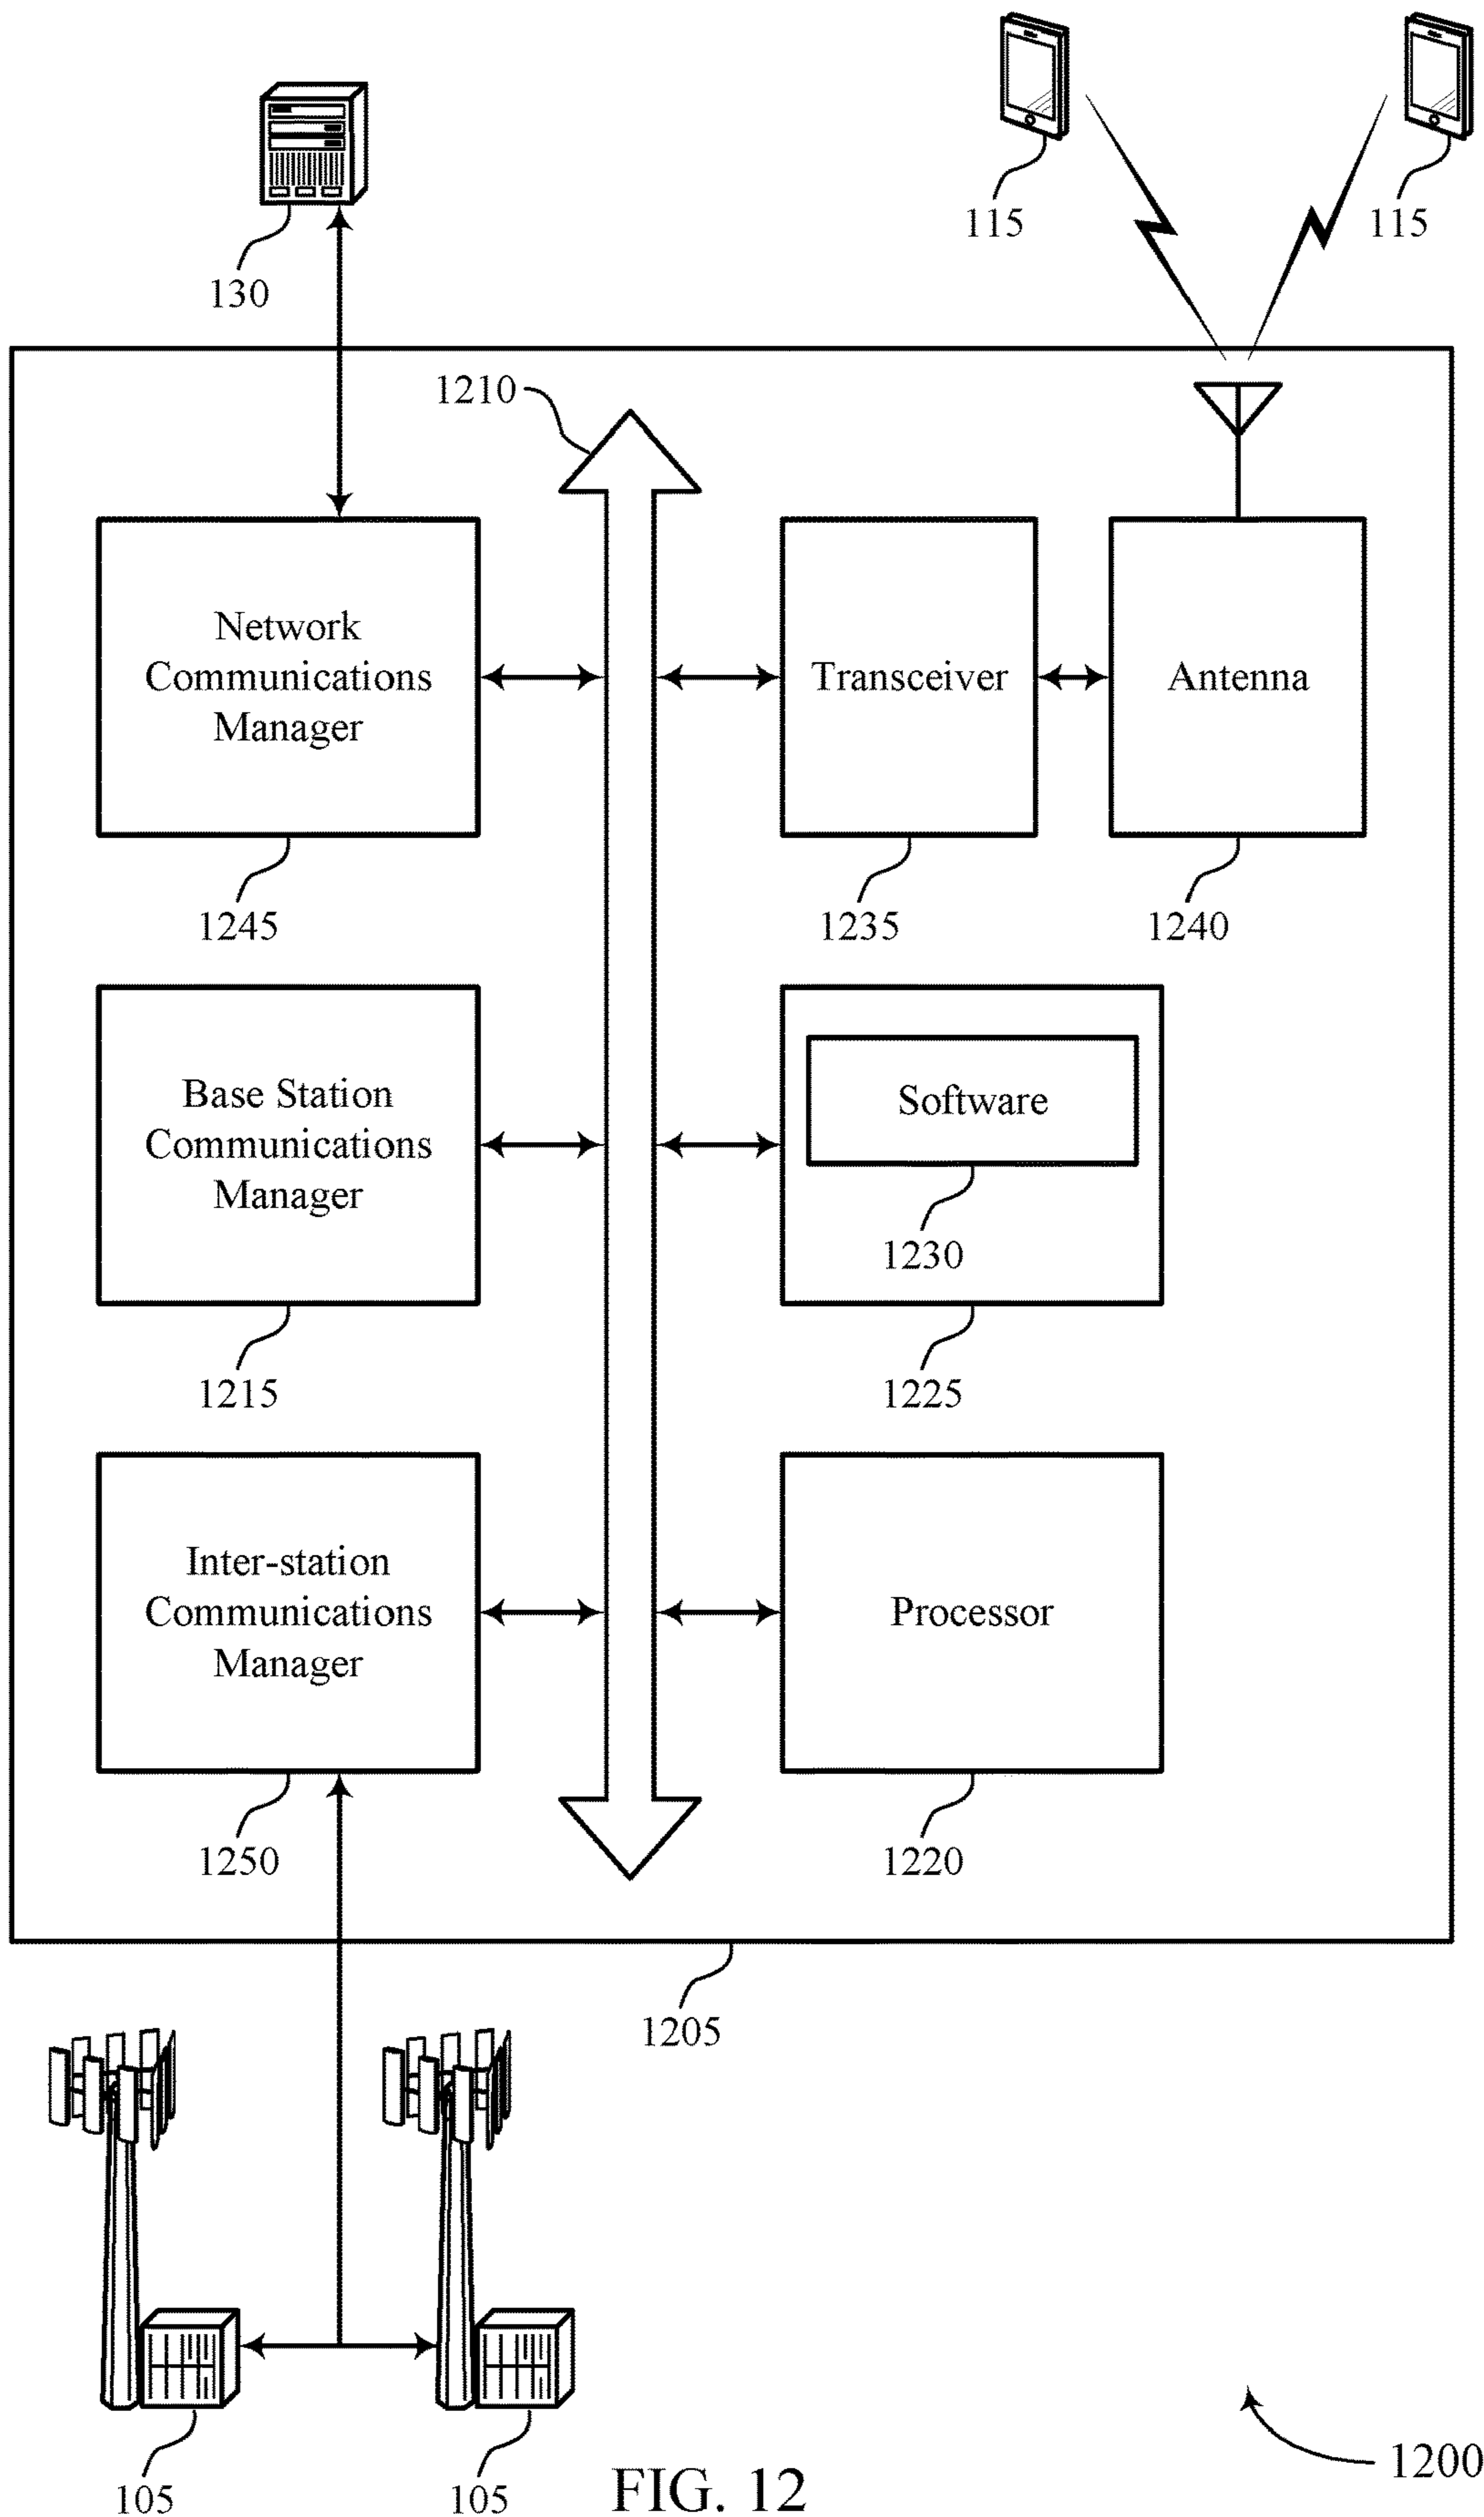 115
115
130
1210
Network
Communications
Manager
Transceiver
Antenna
1245
1235
1240
Base Station
Communications
Manager
Software
1230
1215
1225
Inter-station
Communications
Manager
Processor
1250
1220
1205
105
105
FIG. 12
1200